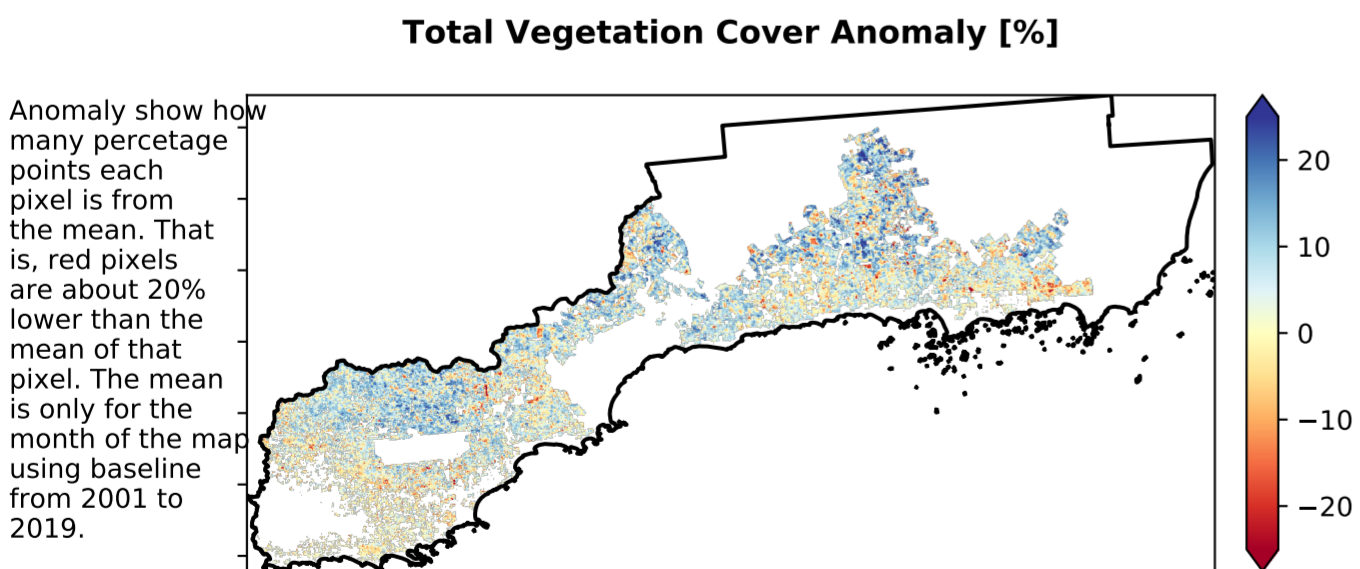 Total Vegetation Cover Anomaly [%]
Anomaly show how
many percetage
points each
pixel is from
the mean. That
is, red pixels
are about 20%
lower than the
mean of that
pixel. The mean
is only for the
month of the map
using baseline
from 2001 to
2019.
20
10
0
−10
−20